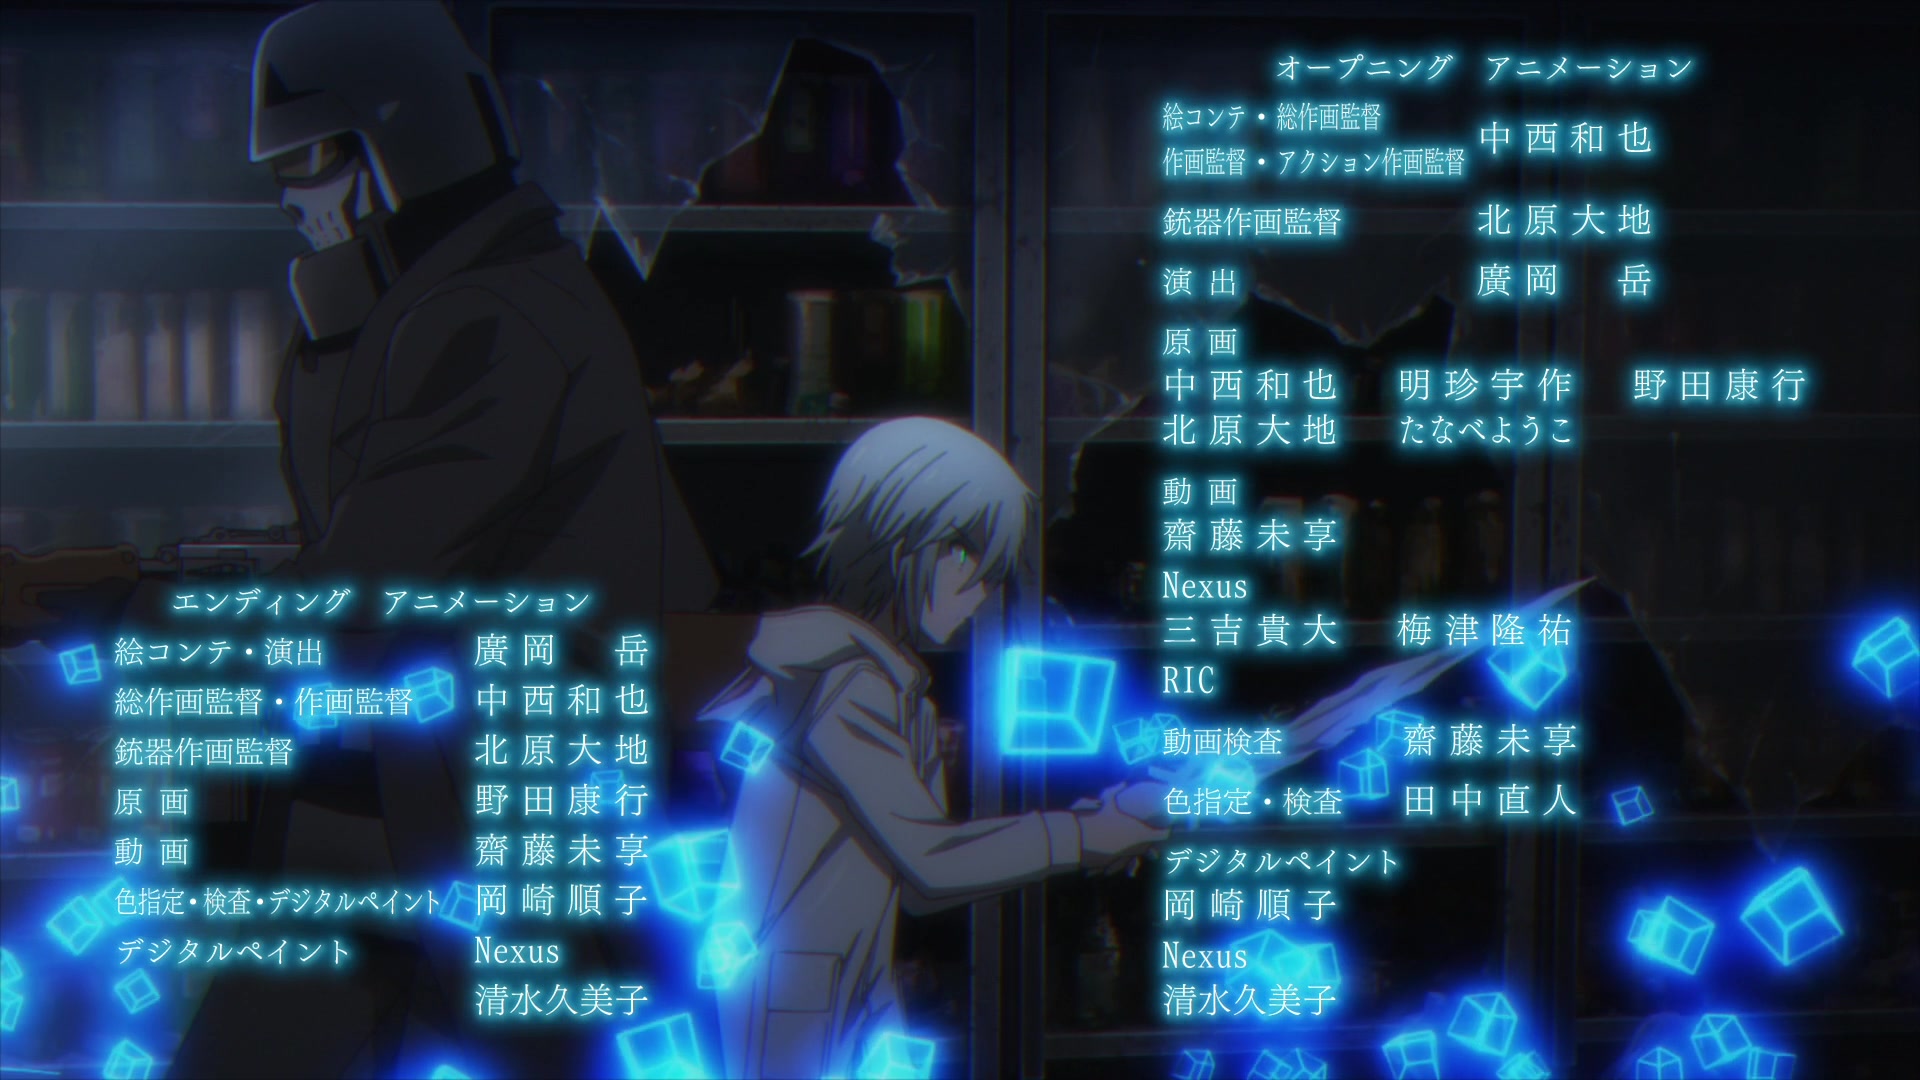 オープニング　アニメーション
絵コンテ・総作画監督
作画監督・アクション作画監督　中西和也
銃器作画監督　北原大地
演出　廣岡　岳
原画
中西和也　明珍宇作　野田康行
北原大地　たなべようこ
動画
齋藤未享
Nexus
三吉貴大　梅津隆祐
RIC
動画検査　齋藤未享
色指定・検査　田中直人
デジタルペイント
岡崎順子
Nexus
清水久美子
エンディング　アニメーション
絵コンテ・演出　廣岡　岳
総作画監督・作画監督　中西和也
銃器作画監督　北原大地
原画　野田康行
動画　齋藤未享
色指定・検査・デジタルペイント　岡崎順子
デジタルペイント　Nexus
清水久美子